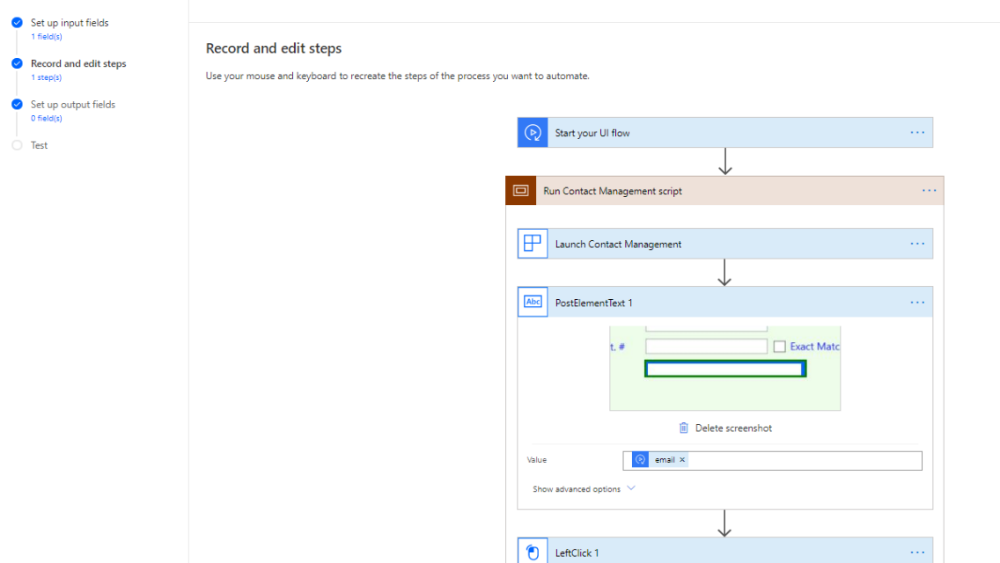 Set up input fields
1 field(s)
Record and edit steps
1 step(s)
Set up output fields
0 field(s)
Test
Record and edit steps
Use your mouse and keyboard to recreate the steps of the process you want to automate.
Start your UI flow
Run Contact Management script
Launch Contact Management
Abc PostElementText 1
t. # Exact Matc
Delete screenshot
Value email ×
Show advanced options
LeftClick 1